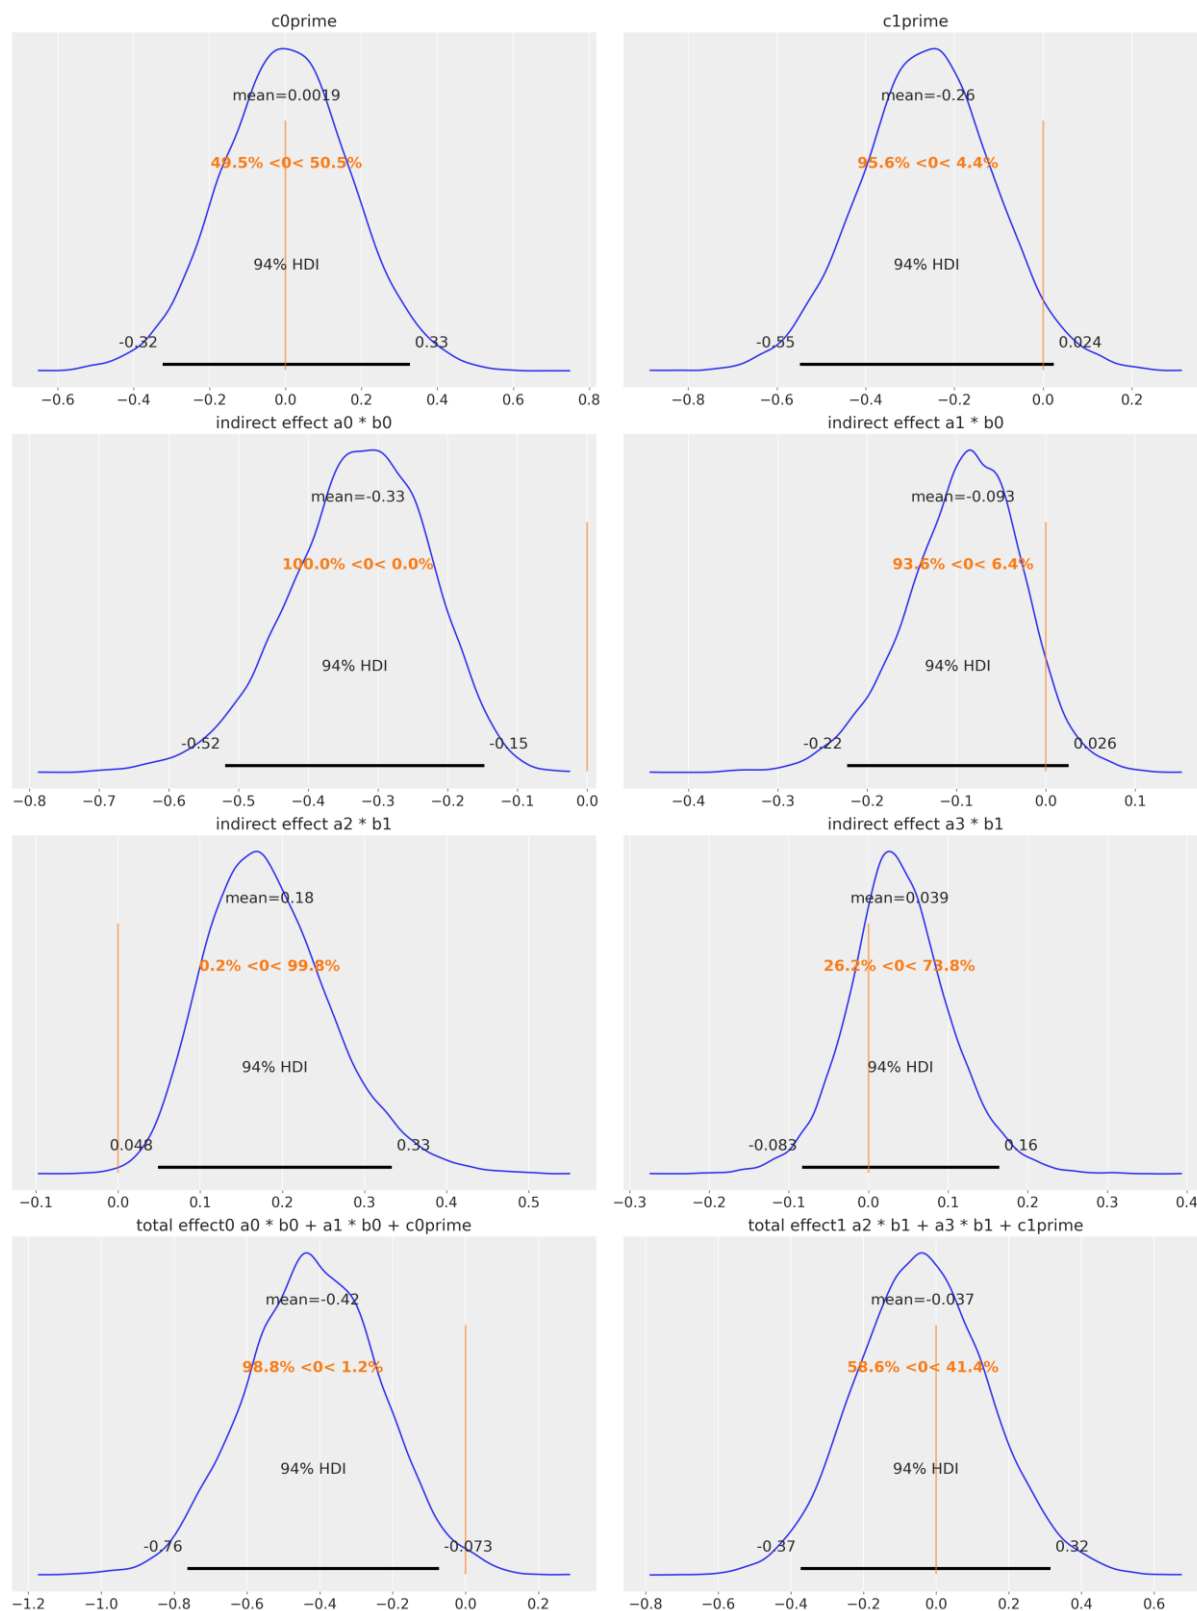 c0prime
mean=0.0019
49.5% <0< 50.5%
94% HDI
-0.32
0.33
−0.6 −0.4 −0.2 0.0 0.2 0.4 0.6 0.8
c1prime
mean=-0.26
95.6% <0< 4.4%
94% HDI
-0.55
0.024
−0.8 −0.6 −0.4 −0.2 0.0 0.2
indirect effect a0 * b0
mean=-0.33
100.0% <0< 0.0%
94% HDI
-0.52
-0.15
−0.8 −0.7 −0.6 −0.5 −0.4 −0.3 −0.2 −0.1 0.0
indirect effect a1 * b0
mean=-0.093
93.6% <0< 6.4%
94% HDI
-0.22
0.026
−0.4 −0.3 −0.2 −0.1 0.0 0.1
indirect effect a2 * b1
mean=0.18
0.2% <0< 99.8%
94% HDI
0.048
0.33
−0.1 0.0 0.1 0.2 0.3 0.4 0.5
indirect effect a3 * b1
mean=0.039
26.2% <0< 73.8%
94% HDI
-0.083
0.16
−0.3 −0.2 −0.1 0.0 0.1 0.2 0.3 0.4
total effect0 a0 * b0 + a1 * b0 + c0prime
mean=-0.42
98.8% <0< 1.2%
94% HDI
-0.76
-0.073
−1.2 −1.0 −0.8 −0.6 −0.4 −0.2 0.0 0.2
total effect1 a2 * b1 + a3 * b1 + c1prime
mean=-0.037
58.6% <0< 41.4%
94% HDI
-0.37
0.32
−0.8 −0.6 −0.4 −0.2 0.0 0.2 0.4 0.6